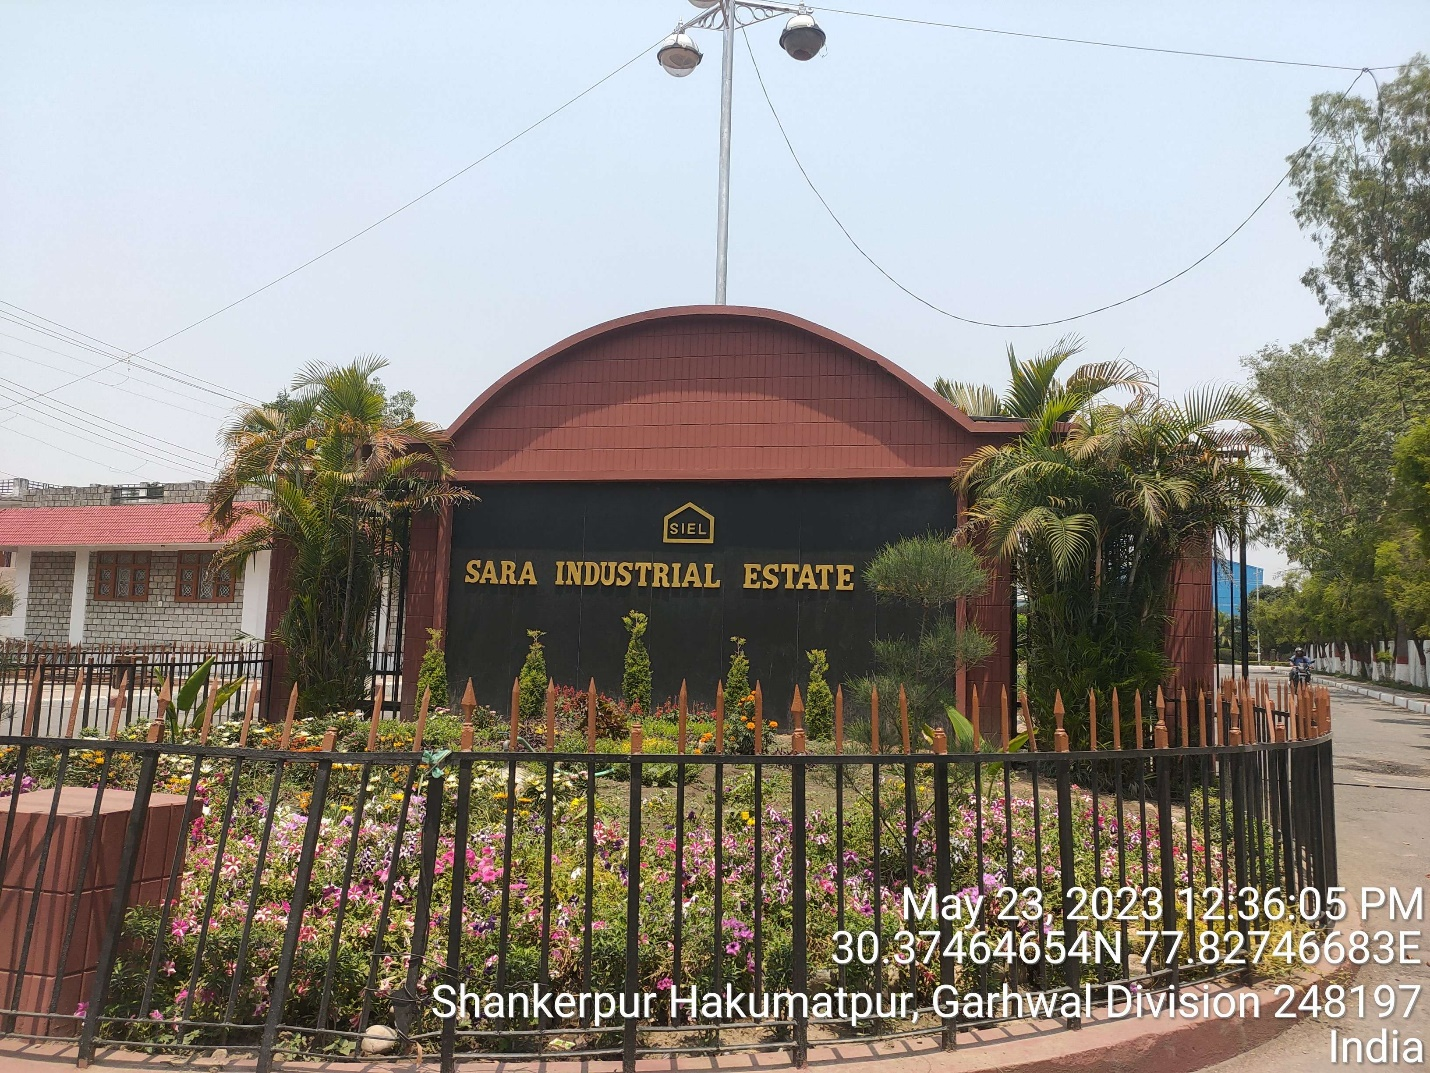 SIEL
SARA INDUSTRIAL ESTATE
May 23, 2023 12:36:05 PM
30.37464654N 77.82746683E
Shankerpur Hakumatpur, Garhwal Division 248197
India